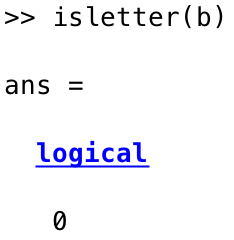 >> isletter(b)
ans =
logical
0